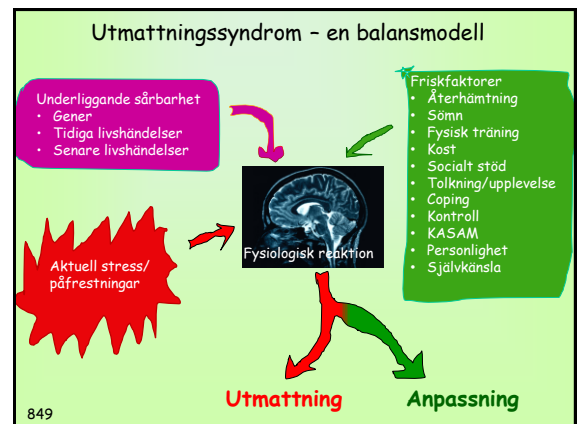 Utmattningssyndrom – en balansmodell
Underliggande sårbarhet
• Gener
• Tidiga livshändelser
• Senare livshändelser
Friskfaktorer
• Återhämtning
• Sömn
• Fysisk träning
• Kost
• Socialt stöd
• Tolkning/upplevelse
• Coping
• Kontroll
• KASAM
• Personlighet
• Självkänsla
Aktuell stress/
påfrestningar
Fysiologisk reaktion
Utmattning
Anpassning
849